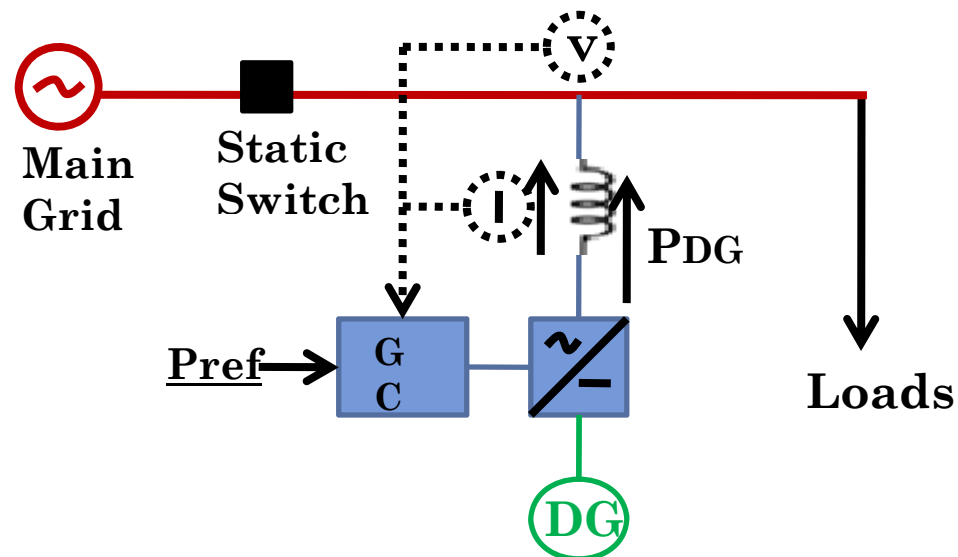 V
Main
Grid
Static
Switch
I
PDG
G
C
Pref
Loads
DG